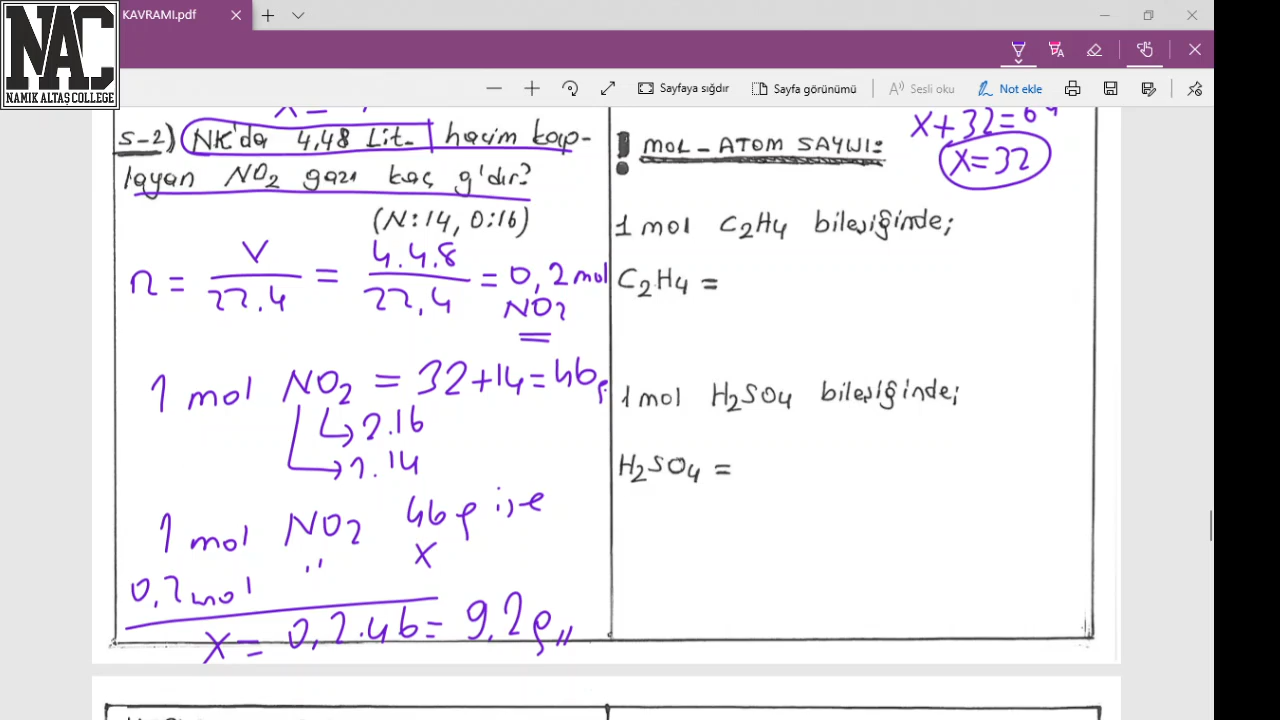 NAC
NAMIK ALTAŞ COLLEGE
KAVRAMI.pdf
Sayfaya sığdır
Sayfa görünümü
Sesli oku
Not ekle
S-2) NK'da 4,48 Lit. hacim kap-
layan NO2 gazı kaç g'dır?
(N:14, O:16)
n = V / 22.4 = 4.4.8 / 22,4 = 0,2 mol
NO2
1 mol NO2 = 32+14=46g
2.16
1.14
1 mol NO2 46g ise
0,2 mol " x
x = 0,2.46 = 9,2g
x+32=64
x=32
! MOL-ATOM SAYISI:
1 mol C2H4 bileşiğinde;
C2H4 =
1 mol H2SO4 bileşiğinde;
H2SO4 =